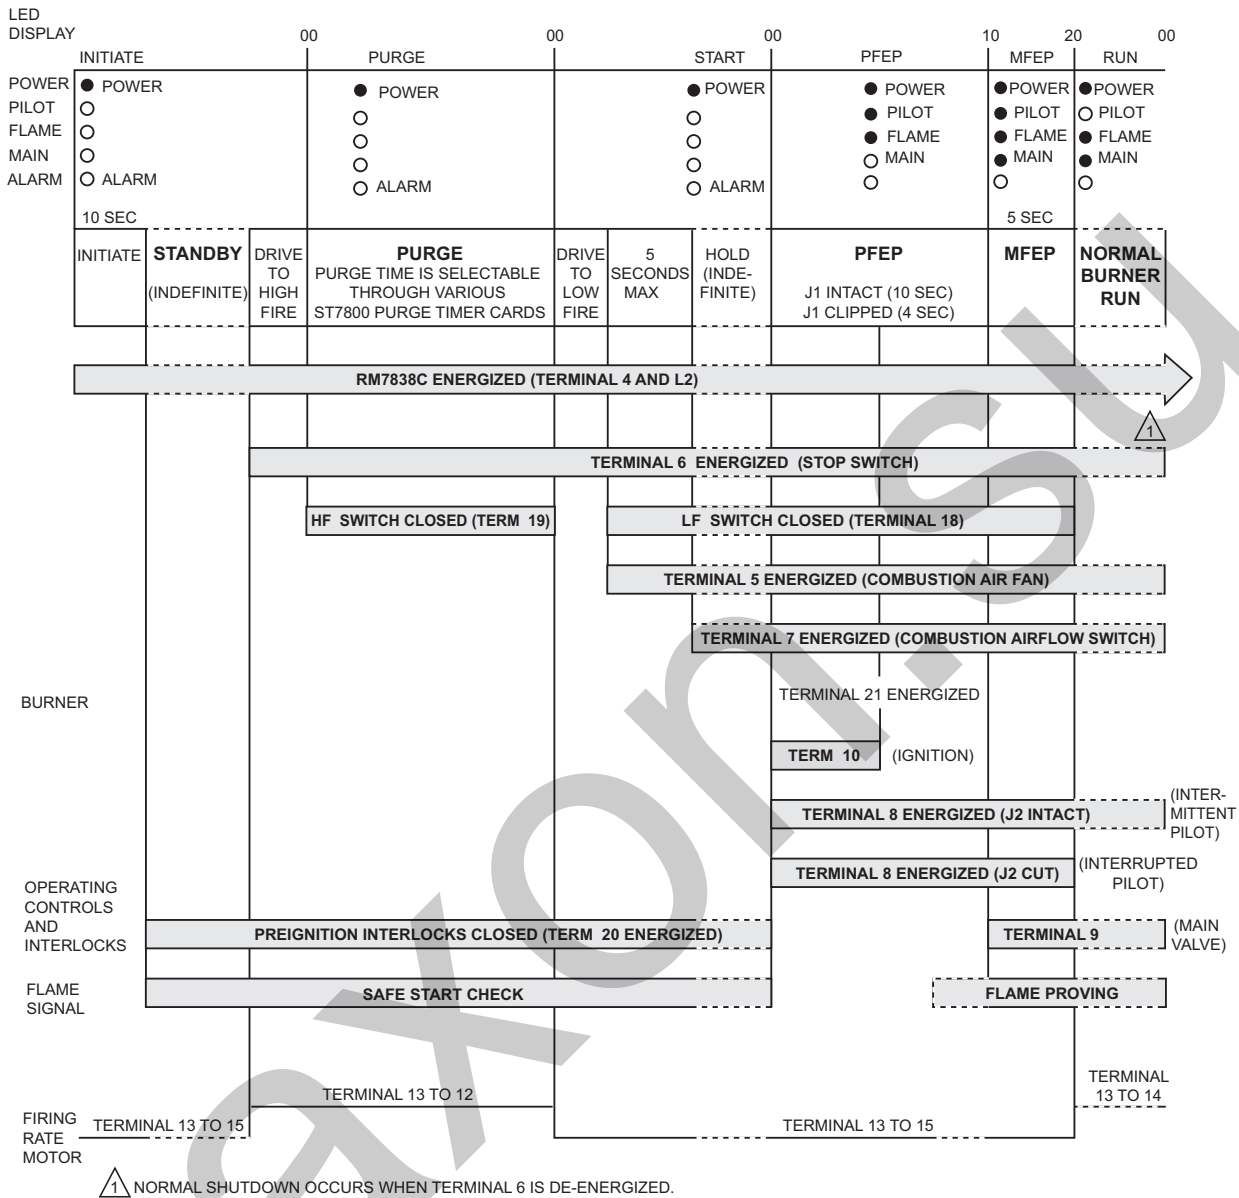 LED
DISPLAY
00 00 00 10 20 00
INITIATE PURGE START PFEP MFEP RUN
POWER
PILOT
FLAME
MAIN
ALARM
POWER
ALARM
POWER
ALARM
POWER
ALARM
POWER
PILOT
FLAME
MAIN
POWER
PILOT
FLAME
MAIN
POWER
PILOT
FLAME
MAIN
10 SEC
5 SEC
INITIATE
STANDBY
(INDEFINITE)
DRIVE
TO
HIGH
FIRE
PURGE
PURGE TIME IS SELECTABLE
THROUGH VARIOUS
ST7800 PURGE TIMER CARDS
DRIVE
TO
LOW
FIRE
5
SECONDS
MAX
HOLD
(INDE-
FINITE)
PFEP
J1 INTACT (10 SEC)
J1 CLIPPED (4 SEC)
MFEP
NORMAL
BURNER
RUN
RM7838C ENERGIZED (TERMINAL 4 AND L2)
1
TERMINAL 6 ENERGIZED (STOP SWITCH)
HF SWITCH CLOSED (TERM 19)
LF SWITCH CLOSED (TERMINAL 18)
TERMINAL 5 ENERGIZED (COMBUSTION AIR FAN)
TERMINAL 7 ENERGIZED (COMBUSTION AIRFLOW SWITCH)
BURNER
TERMINAL 21 ENERGIZED
TERM 10
(IGNITION)
TERMINAL 8 ENERGIZED (J2 INTACT)
(INTER-
MITTENT
PILOT)
TERMINAL 8 ENERGIZED (J2 CUT)
(INTERRUPTED
PILOT)
OPERATING
CONTROLS
AND
INTERLOCKS
PREIGNITION INTERLOCKS CLOSED (TERM 20 ENERGIZED)
TERMINAL 9
(MAIN
VALVE)
FLAME
SIGNAL
SAFE START CHECK
FLAME PROVING
FIRING
RATE
MOTOR
TERMINAL 13 TO 15
TERMINAL 13 TO 12
TERMINAL 13 TO 15
TERMINAL
13 TO 14
1 NORMAL SHUTDOWN OCCURS WHEN TERMINAL 6 IS DE-ENERGIZED.
axon.su